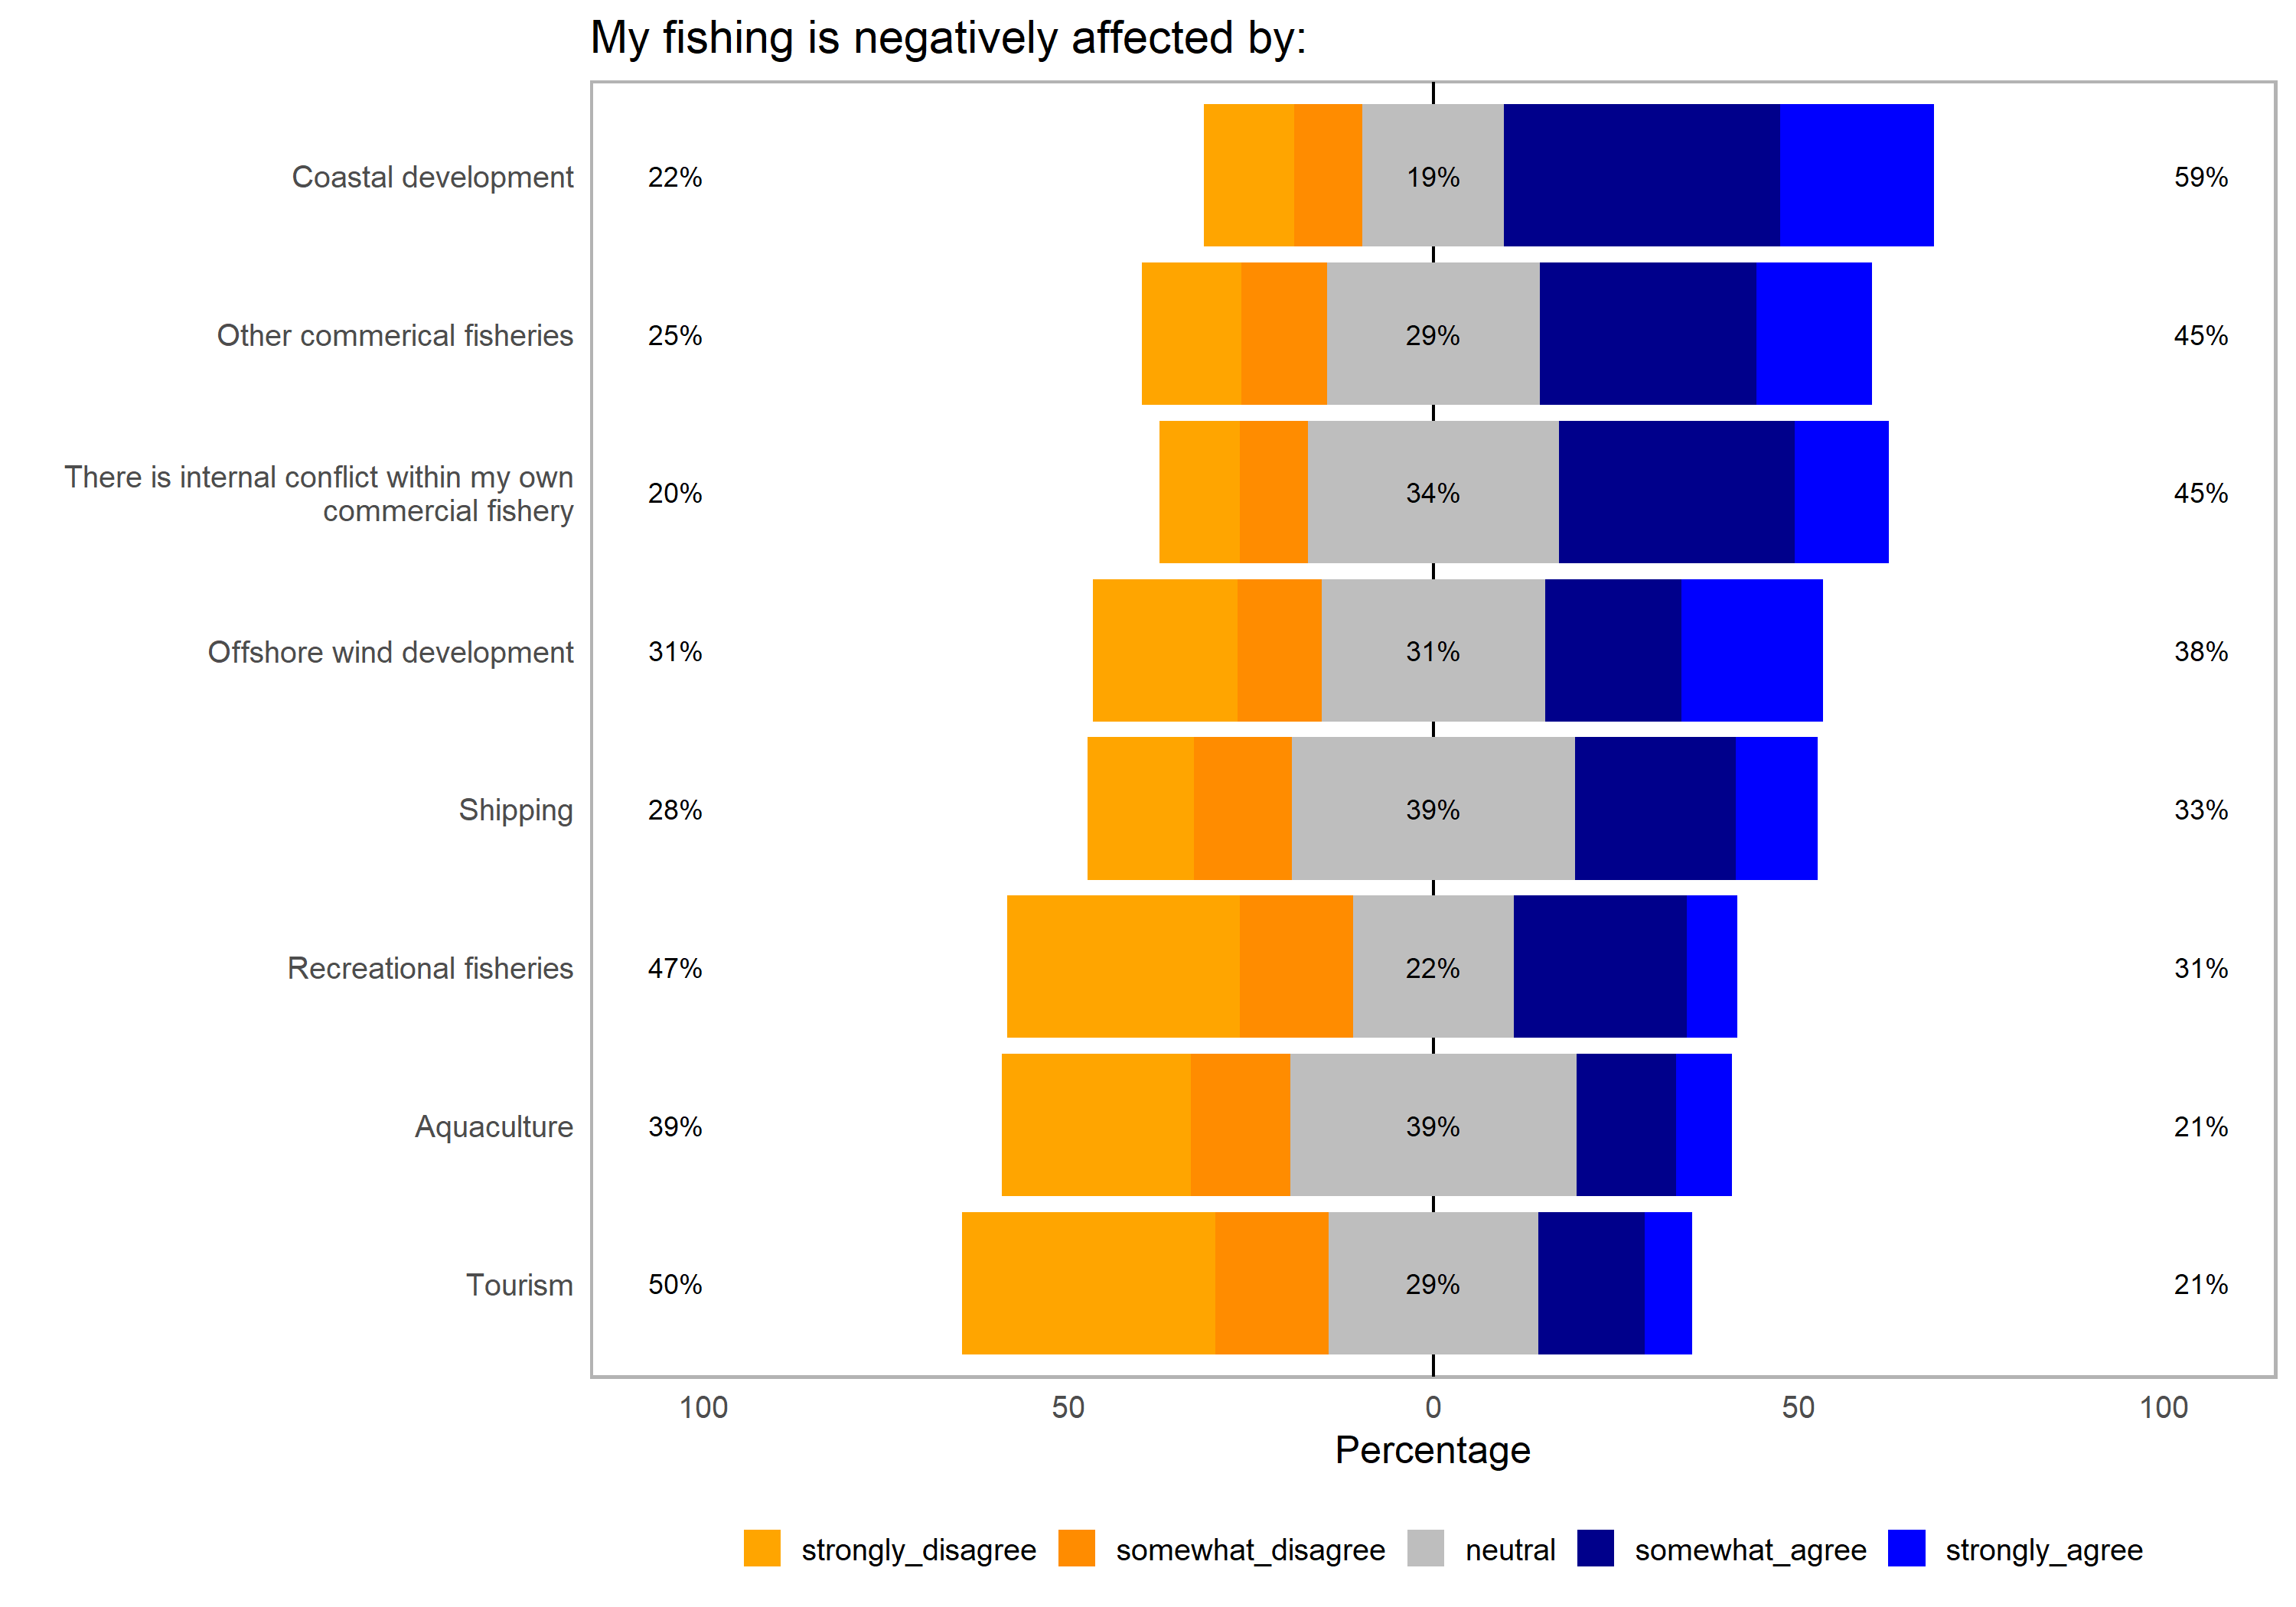 My fishing is negatively affected by:
Coastal development 22% 19% 59%
Other commerical fisheries 25% 29% 45%
There is internal conflict within my own
commercial fishery 20% 34% 45%
Offshore wind development 31% 31% 38%
Shipping 28% 39% 33%
Recreational fisheries 47% 22% 31%
Aquaculture 39% 39% 21%
Tourism 50% 29% 21%
100 50 0 50 100
Percentage
strongly_disagree somewhat_disagree neutral somewhat_agree strongly_agree